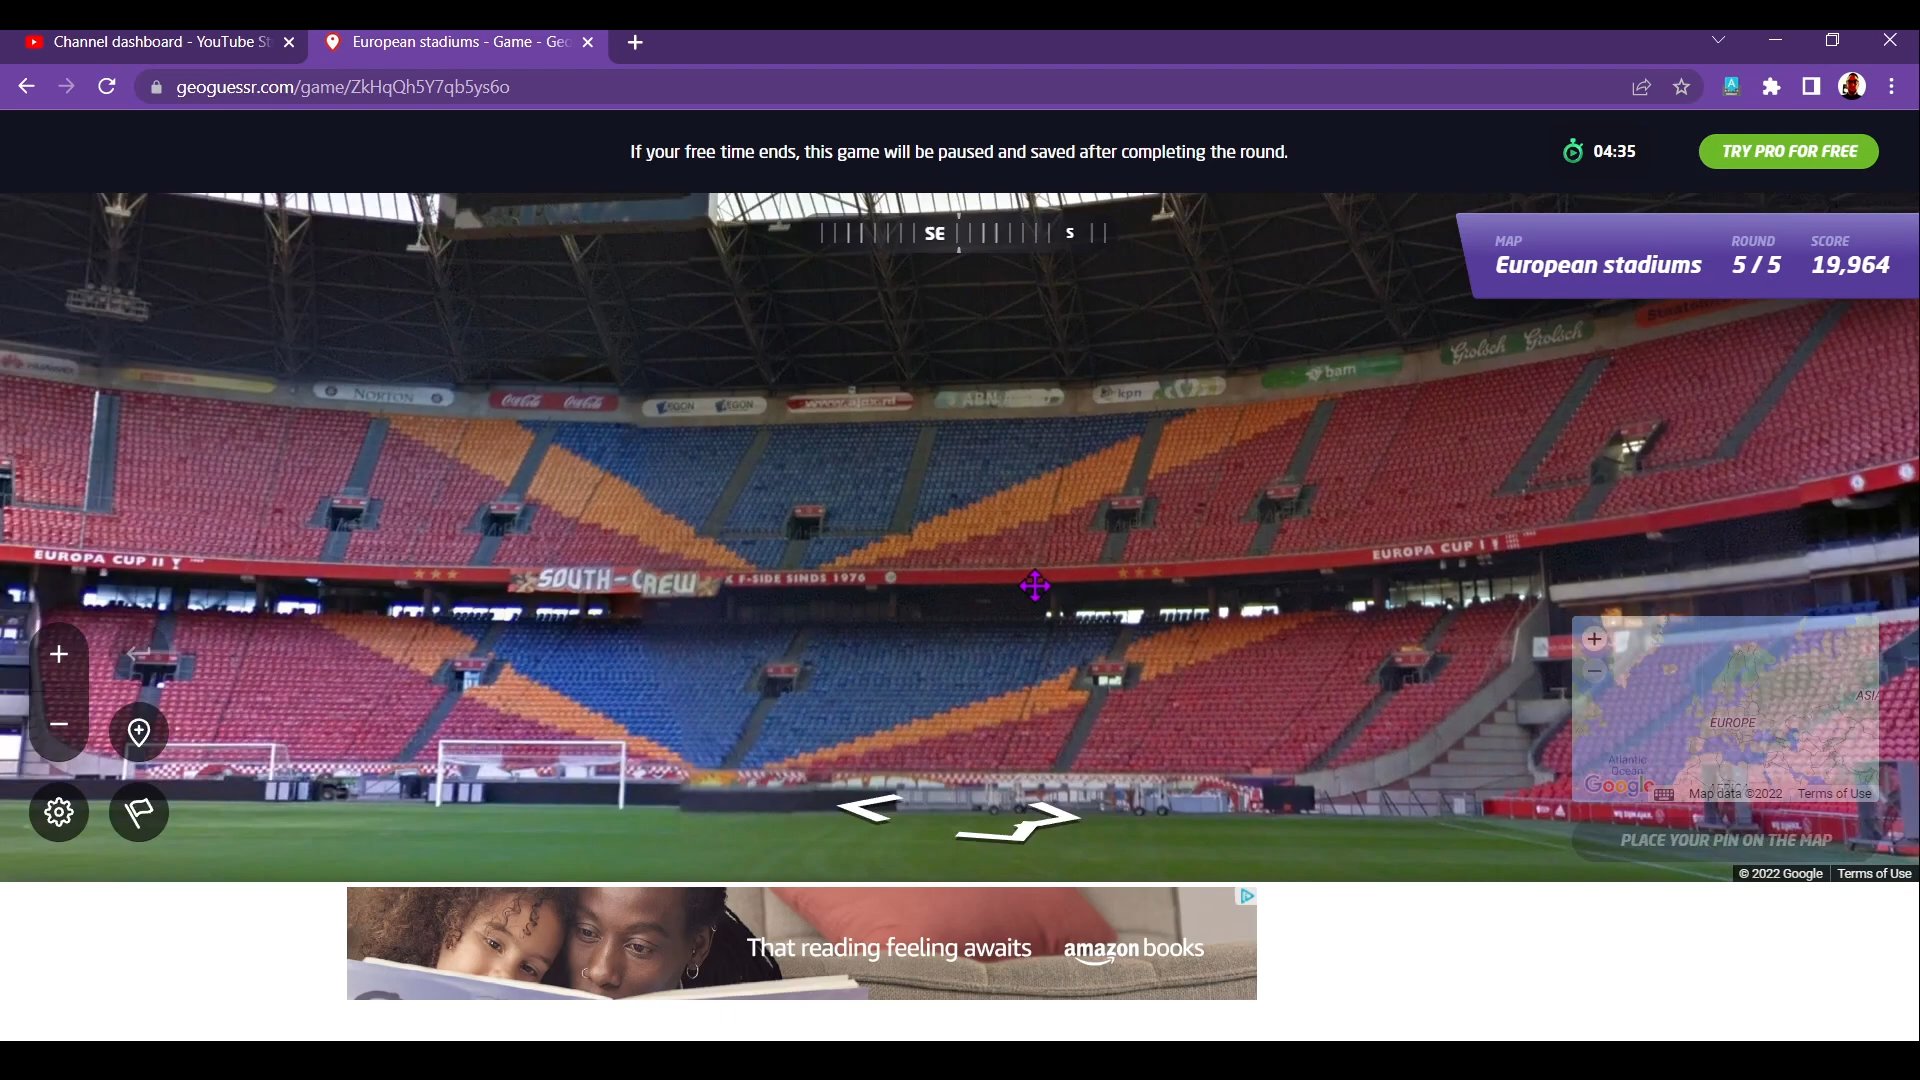 Channel dashboard - YouTube St
European stadiums - Game - Geo
geoguessr.com/game/ZkHqQh5Y7qb5ys6o
If your free time ends, this game will be paused and saved after completing the round.
04:35
TRY PRO FOR FREE
SE
S
MAP
European stadiums
ROUND
5 / 5
SCORE
19,964
Grolsch Grolsch
NORTON
Coca-Cola Coca-Cola
AEGON AEGON
www.ajax.nl
ABN
kpn
bam
EUROPA CUP II
SOUTH-CREW
F-SIDE SINDS 1976
EUROPA CUP I
EUROPE
ASIA
Atlantic
Ocean
Google
Map data ©2022
Terms of Use
PLACE YOUR PIN ON THE MAP
© 2022 Google
Terms of Use
That reading feeling awaits
amazon books